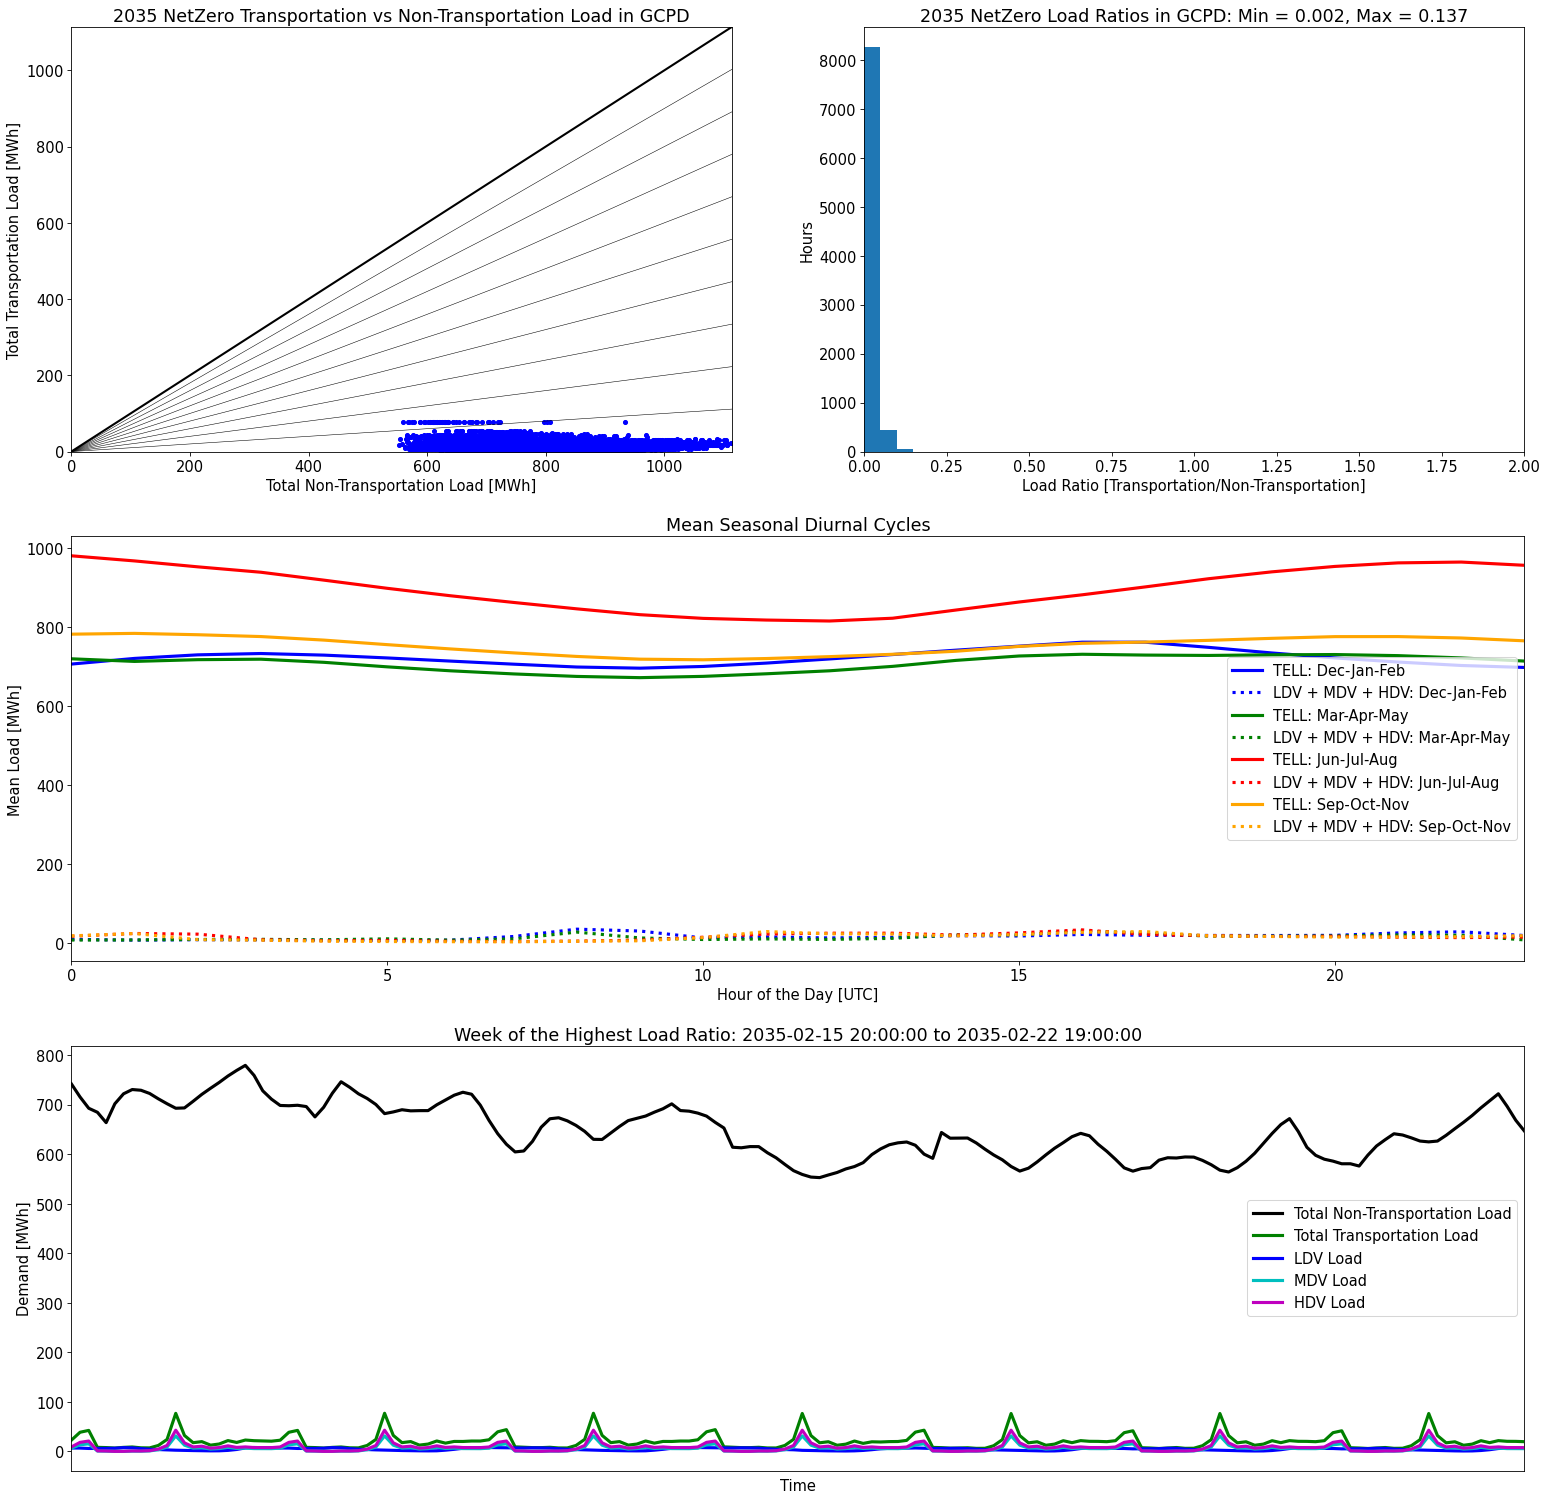 2035 NetZero Transportation vs Non-Transportation Load in GCPD
1000
800
600
400
200
0
Total Transportation Load [MWh]
0 200 400 600 800 1000
Total Non-Transportation Load [MWh]
2035 NetZero Load Ratios in GCPD: Min = 0.002, Max = 0.137
8000
7000
6000
5000
4000
3000
2000
1000
0
Hours
0.00 0.25 0.50 0.75 1.00 1.25 1.50 1.75 2.00
Load Ratio [Transportation/Non-Transportation]
Mean Seasonal Diurnal Cycles
1000
800
600
400
200
0
Mean Load [MWh]
TELL: Dec-Jan-Feb
LDV + MDV + HDV: Dec-Jan-Feb
TELL: Mar-Apr-May
LDV + MDV + HDV: Mar-Apr-May
TELL: Jun-Jul-Aug
LDV + MDV + HDV: Jun-Jul-Aug
TELL: Sep-Oct-Nov
LDV + MDV + HDV: Sep-Oct-Nov
0 5 10 15 20
Hour of the Day [UTC]
Week of the Highest Load Ratio: 2035-02-15 20:00:00 to 2035-02-22 19:00:00
800
700
600
500
400
300
200
100
0
Demand [MWh]
Total Non-Transportation Load
Total Transportation Load
LDV Load
MDV Load
HDV Load
Time